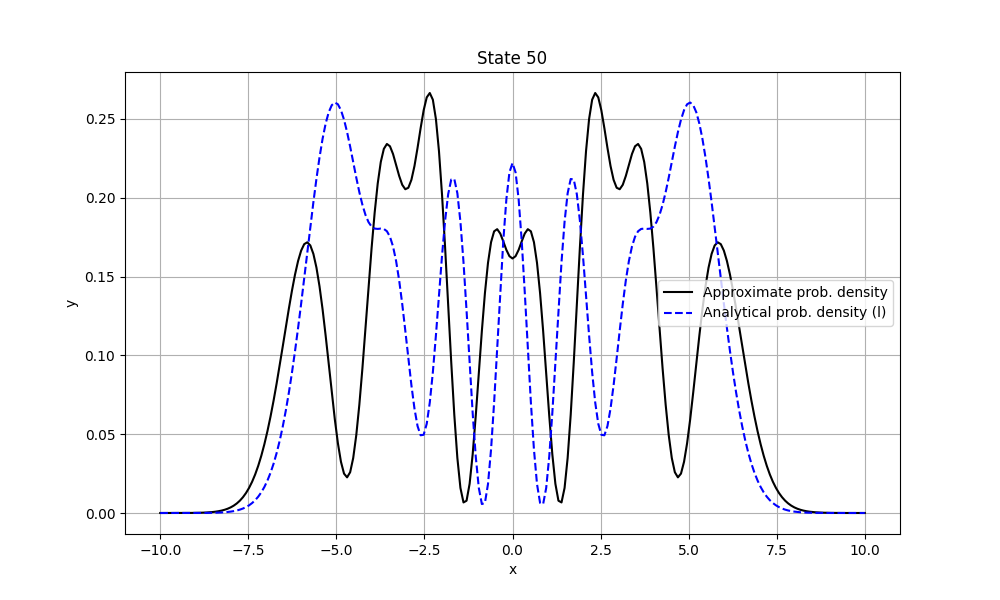 State 50
y
0.25
0.20
0.15
0.10
0.05
0.00
Approximate prob. density
Analytical prob. density (l)
−10.0 −7.5 −5.0 −2.5 0.0 2.5 5.0 7.5 10.0
x